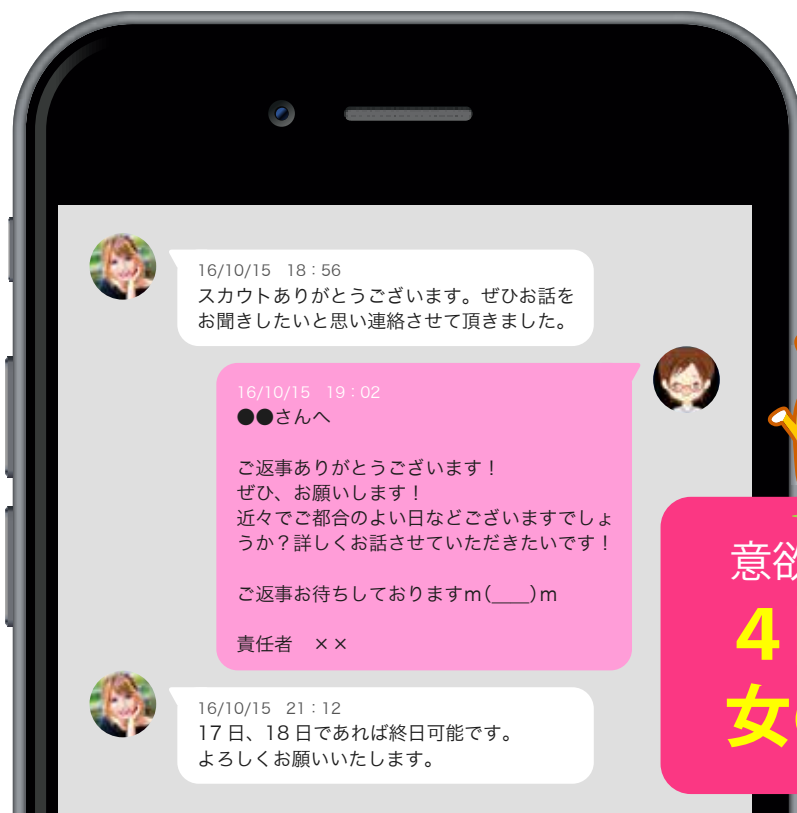 16/10/15　18：56
スカウトありがとうございます。ぜひお話を
お聞きしたいと思い連絡させて頂きました。
16/10/15　19：02
●●さんへ
ご返事ありがとうございます！
ぜひ、お願いします！
近々でご都合のよい日などございますでしょ
うか？詳しくお話させていただきたいです！
ご返事お待ちしておりますm(____)m
責任者　××
16/10/15　21：12
17日、18日であれば終日可能です。
よろしくお願いいたします。
意欲
4
女